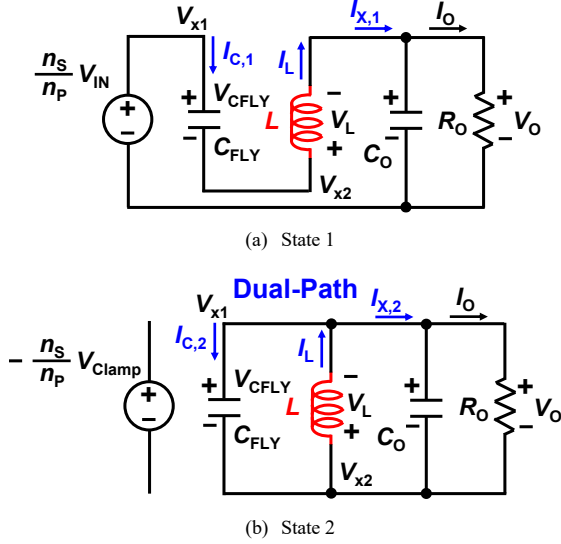 V_x1
I_C,1
I_L
I_X,1
I_O
n_S
n_P
V_IN
+
−
+
−
V_CFLY
C_FLY
L
−
V_L
+
V_x2
+
−
C_O
R_O
+
−
V_O
(a) State 1
Dual-Path
V_x1
I_C,2
I_L
I_X,2
I_O
−
n_S
n_P
V_Clamp
+
−
+
−
V_CFLY
C_FLY
L
−
V_L
+
V_x2
+
−
C_O
R_O
+
−
V_O
(b) State 2